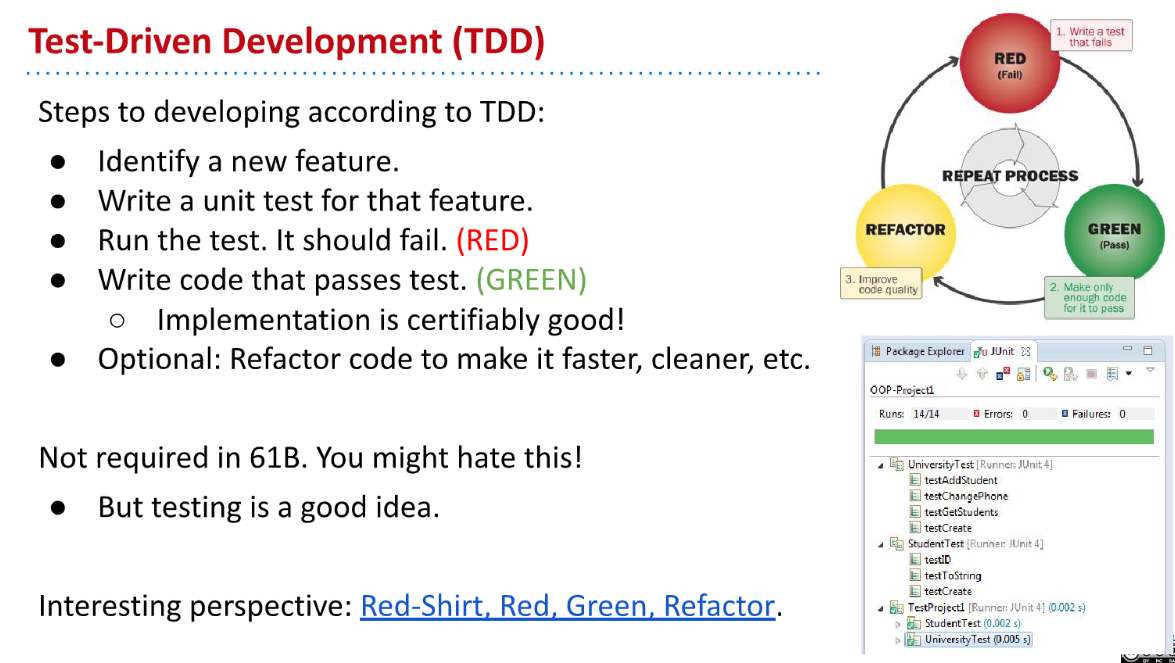 Test-Driven Development (TDD)
Steps to developing according to TDD:
● Identify a new feature.
● Write a unit test for that feature.
● Run the test. It should fail. (RED)
● Write code that passes test. (GREEN)
○ Implementation is certifiably good!
● Optional: Refactor code to make it faster, cleaner, etc.
Not required in 61B. You might hate this!
● But testing is a good idea.
Interesting perspective: Red-Shirt, Red, Green, Refactor.
1. Write a test
that fails
RED
(Fail)
REPEAT PROCESS
REFACTOR
GREEN
(Pass)
3. Improve
code quality
2. Make only
enough code
for it to pass
Package Explorer JUnit
OOP-Project1
Runs: 14/14 Errors: 0 Failures: 0
UniversityTest [Runner: JUnit 4]
testAddStudent
testChangePhone
testGetStudents
testCreate
StudentTest [Runner: JUnit 4]
testID
testToString
testCreate
TestProject1 [Runner: JUnit 4] (0.002 s)
StudentTest (0.002 s)
UniversityTest (0.005 s)